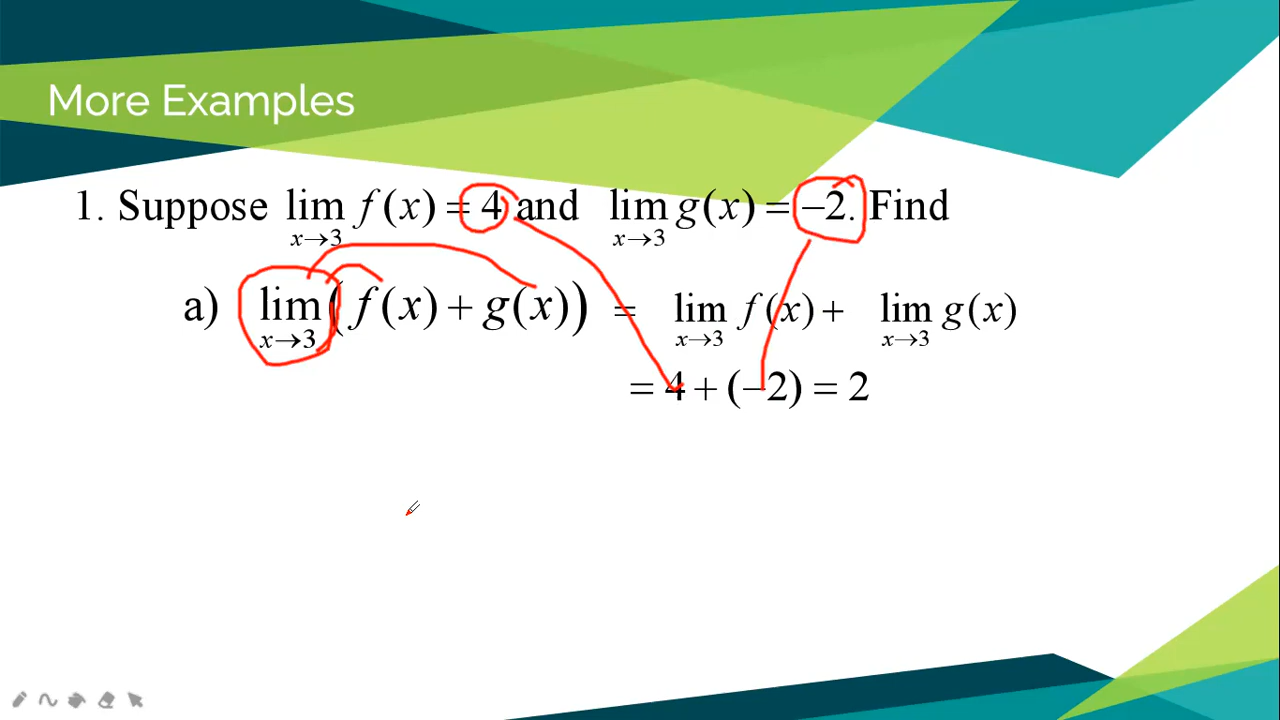 More Examples
1. Suppose lim x→3 f(x) = 4 and lim x→3 g(x) = −2. Find
a) lim x→3 (f(x) + g(x)) = lim x→3 f(x) + lim x→3 g(x)
= 4 + (−2) = 2